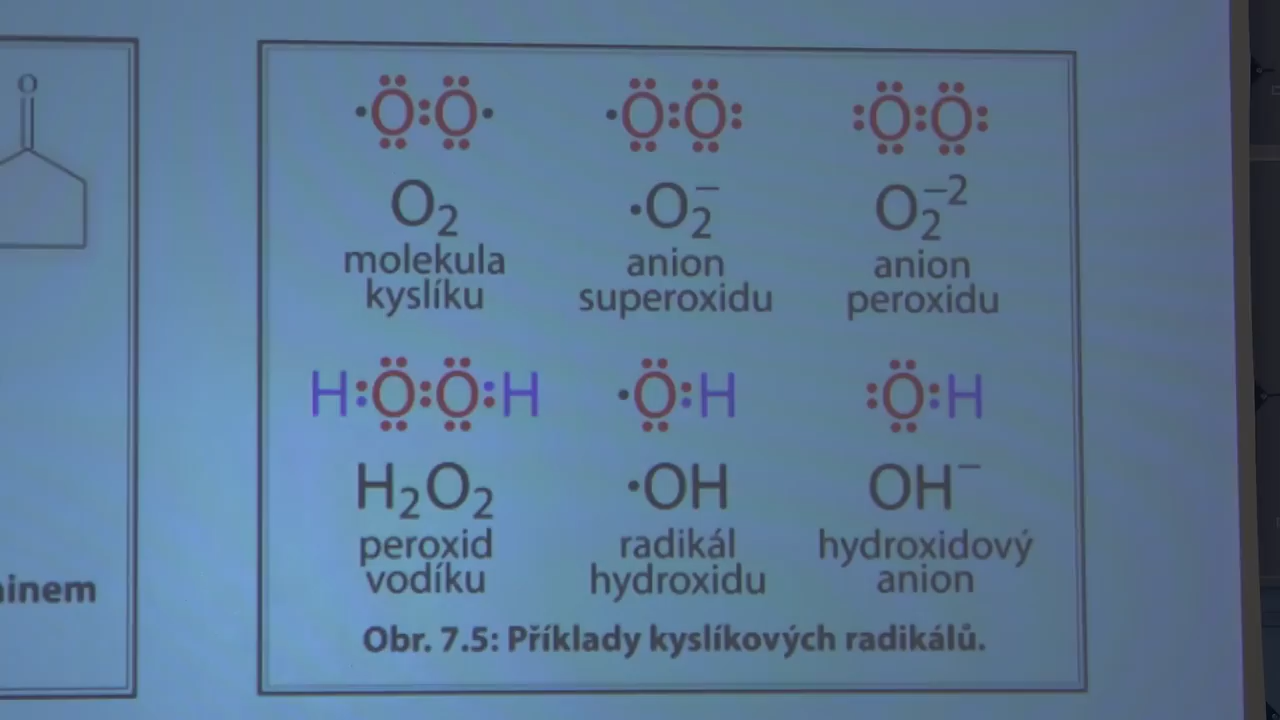 O
inem
·O:O·
·O:O:
:O:O:
O₂
·O₂⁻
O₂⁻²
molekula
kyslíku
anion
superoxidu
anion
peroxidu
H:O:O:H
·O:H
:O:H
H₂O₂
·OH
OH⁻
peroxid
vodíku
radikál
hydroxidu
hydroxidový
anion
Obr. 7.5: Příklady kyslíkových radikálů.